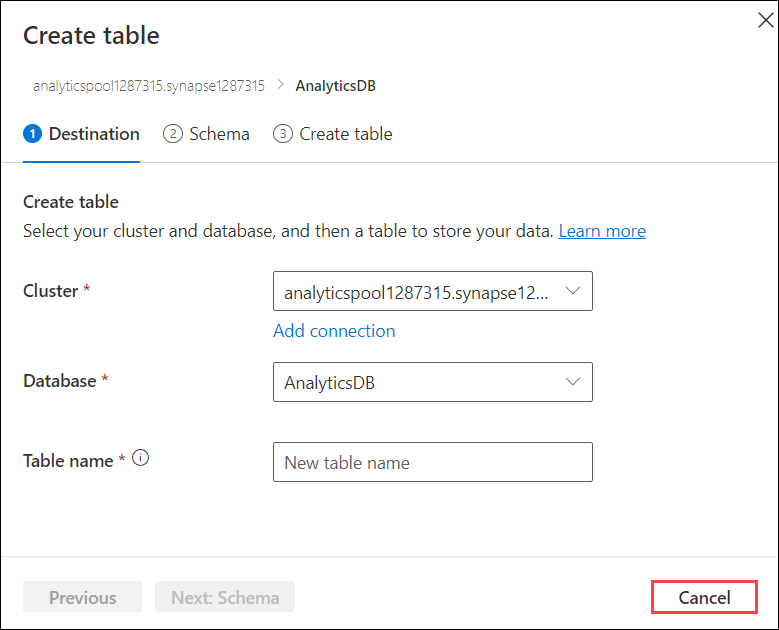 Create table
analyticspool1287315.synapse1287315 > AnalyticsDB
1 Destination 2 Schema 3 Create table
Create table
Select your cluster and database, and then a table to store your data. Learn more
Cluster * analyticspool1287315.synapse12...
Add connection
Database * AnalyticsDB
Table name * i New table name
Previous Next: Schema Cancel